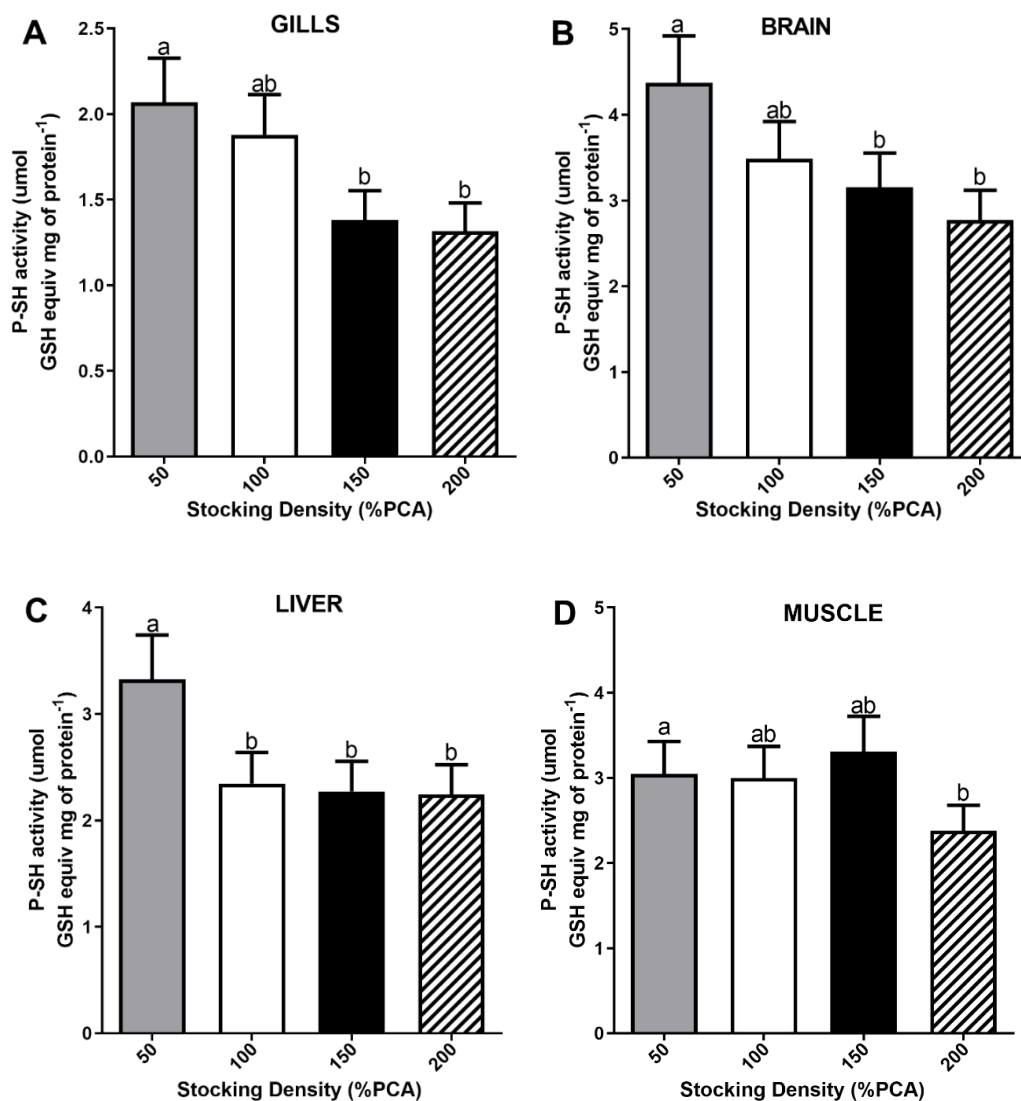 A
GILLS
P-SH activity (umol
GSH equiv mg of protein⁻¹)
2.5
2.0
1.5
1.0
0.5
0.0
a
ab
b
b
50
100
150
200
Stocking Density (%PCA)
B
BRAIN
P-SH activity (umol
GSH equiv mg of protein⁻¹)
5
4
3
2
1
0
a
ab
b
b
50
100
150
200
Stocking Density (%PCA)
C
LIVER
P-SH activity (umol
GSH equiv mg of protein⁻¹)
4
3
2
1
0
a
b
b
b
50
100
150
200
Stocking Density (%PCA)
D
MUSCLE
P-SH activity (umol
GSH equiv mg of protein⁻¹)
5
4
3
2
1
0
a
ab
ab
b
50
100
150
200
Stocking Density (%PCA)